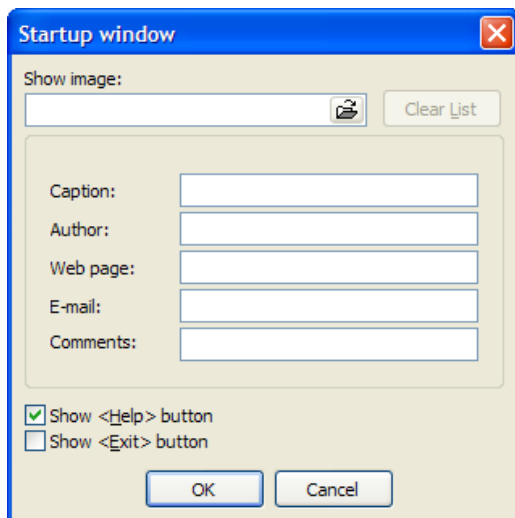 Startup window
Show image:
Clear List
Caption:
Author:
Web page:
E-mail:
Comments:
Show <Help> button
Show <Exit> button
OK Cancel